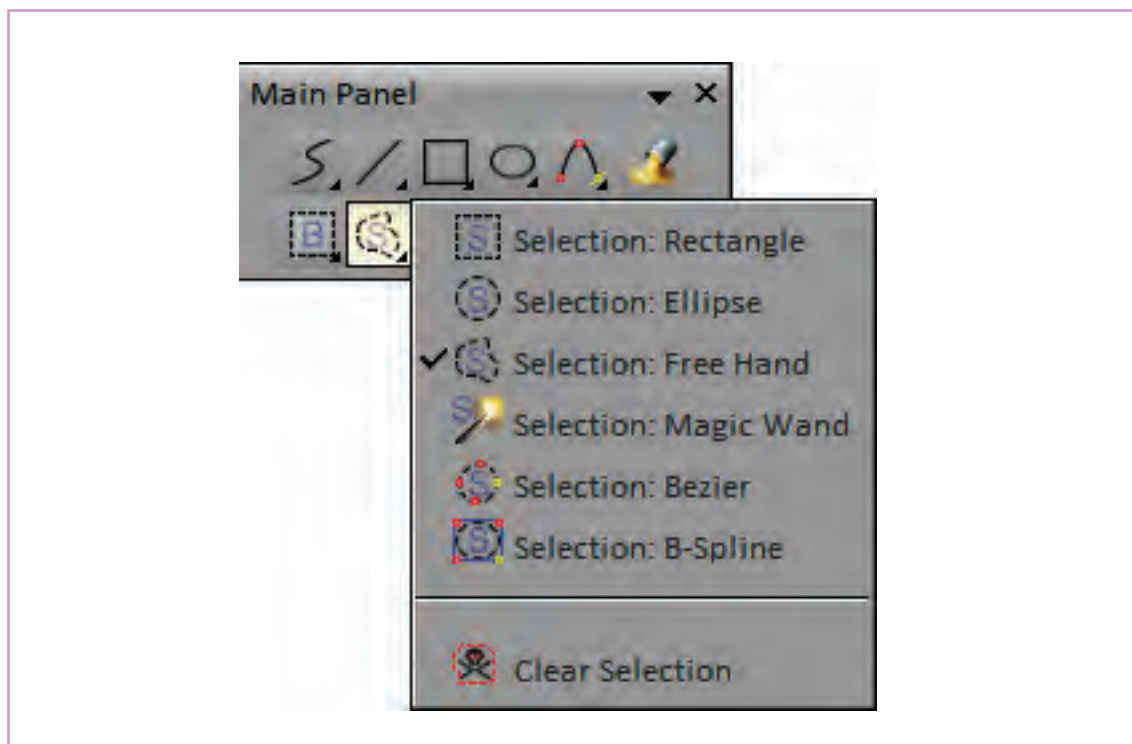 Main Panel
B
S
S Selection: Rectangle
S Selection: Ellipse
S Selection: Free Hand
S Selection: Magic Wand
S Selection: Bezier
S Selection: B-Spline
Clear Selection